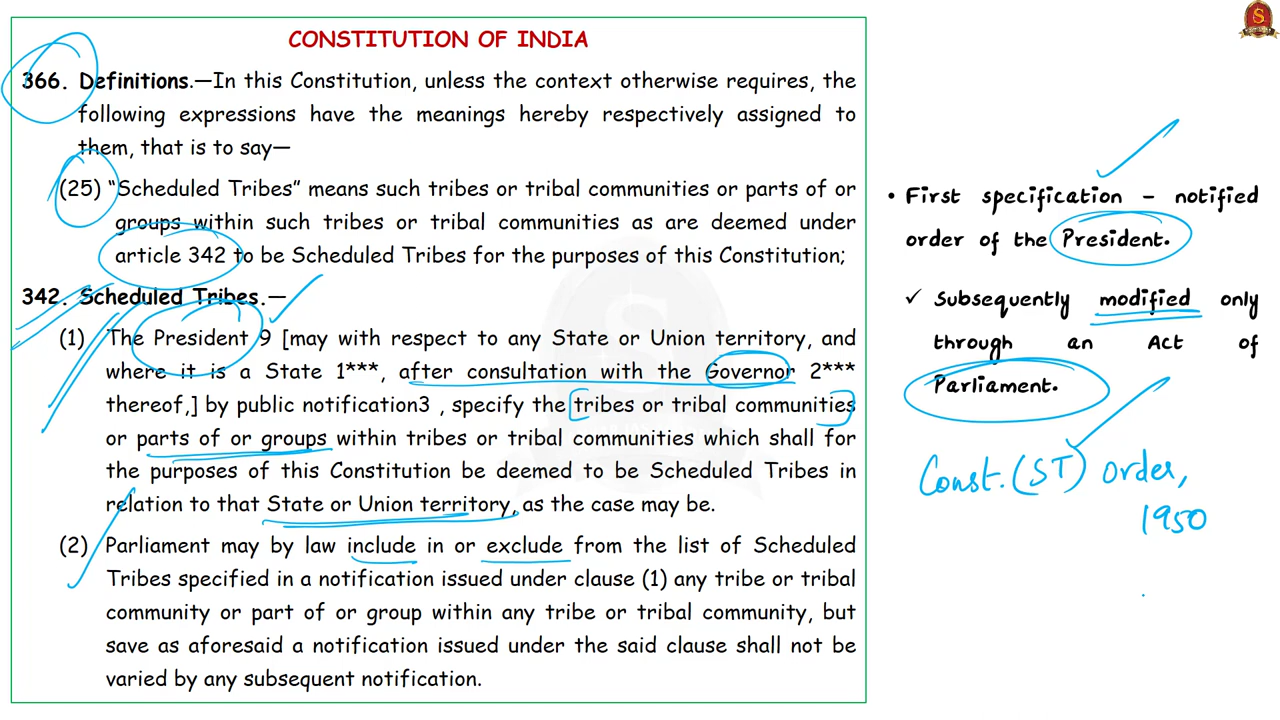 CONSTITUTION OF INDIA
366. Definitions.—In this Constitution, unless the context otherwise requires, the
following expressions have the meanings hereby respectively assigned to
them, that is to say—
(25) “Scheduled Tribes” means such tribes or tribal communities or parts of or
groups within such tribes or tribal communities as are deemed under
article 342 to be Scheduled Tribes for the purposes of this Constitution;
342. Scheduled Tribes.—
(1) The President 9 [may with respect to any State or Union territory, and
where it is a State 1***, after consultation with the Governor 2***
thereof,] by public notification3 , specify the tribes or tribal communities
or parts of or groups within tribes or tribal communities which shall for
the purposes of this Constitution be deemed to be Scheduled Tribes in
relation to that State or Union territory, as the case may be.
(2) Parliament may by law include in or exclude from the list of Scheduled
Tribes specified in a notification issued under clause (1) any tribe or tribal
community or part of or group within any tribe or tribal community, but
save as aforesaid a notification issued under the said clause shall not be
varied by any subsequent notification.
• First specification – notified
order of the President.
✓ Subsequently modified only
through an Act of
Parliament.
Const. (ST) order,
1950